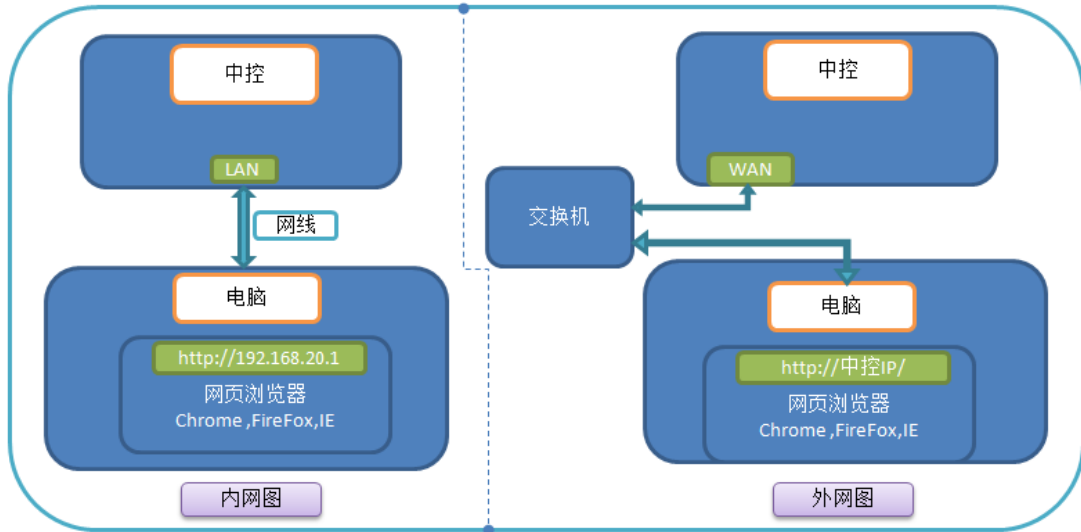 中控
LAN
网线
电脑
http://192.168.20.1
网页浏览器
Chrome ,FireFox,IE
内网图
中控
WAN
交换机
电脑
http://中控IP/
网页浏览器
Chrome ,FireFox,IE
外网图